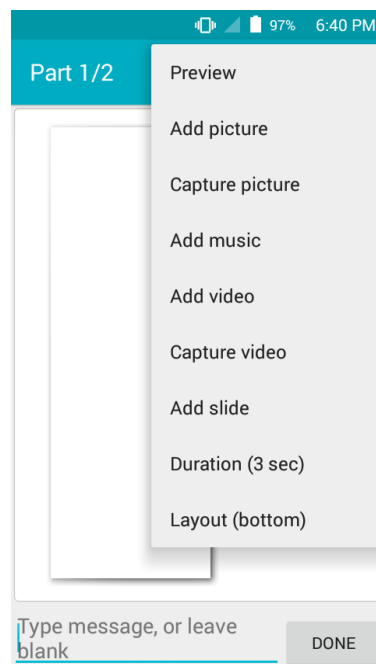 97% 6:40 PM
Part 1/2
Preview
Add picture
Capture picture
Add music
Add video
Capture video
Add slide
Duration (3 sec)
Layout (bottom)
Type message, or leave
blank
DONE